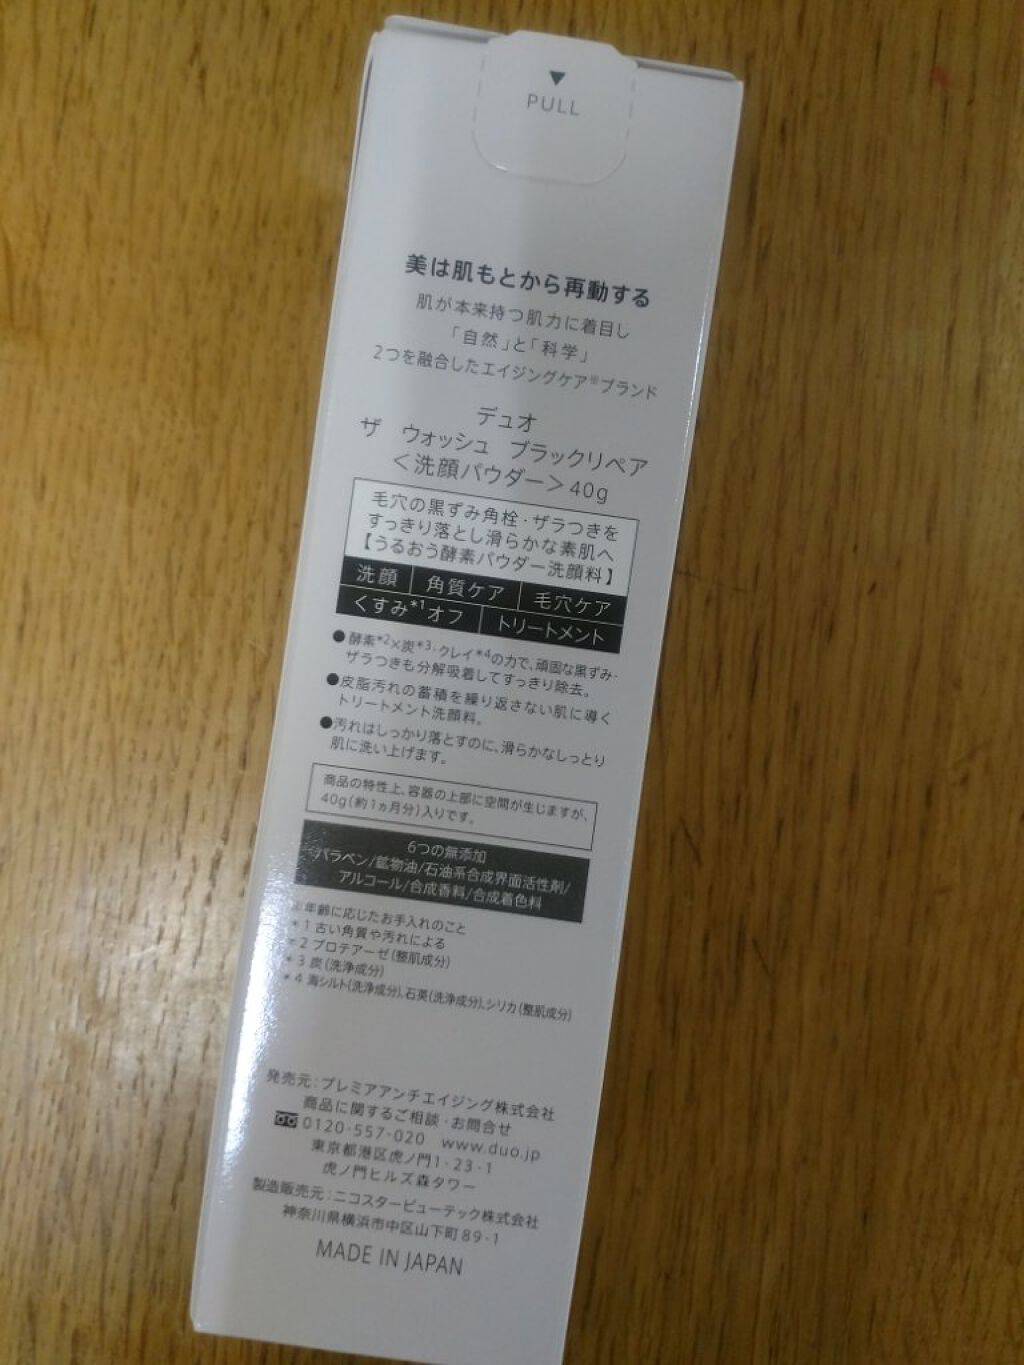 ▼
PULL
美は肌もとから再動する
肌が本来持つ肌力に着目し
「自然」と「科学」
2つを融合したエイジングケア※ブランド
デュオ
ザ ウォッシュ ブラックリペア
＜洗顔パウダー＞40g
毛穴の黒ずみ角栓・ザラつきを
すっきり落とし滑らかな素肌へ
【うるおう酵素パウダー洗顔料】
洗顔 角質ケア 毛穴ケア
くすみ*1オフ トリートメント
●酵素*2×炭*3・クレイ*4の力で、頑固な黒ずみ・
ザラつきも分解吸着してすっきり除去。
●皮脂汚れの蓄積を繰り返さない肌に導く
トリートメント洗顔料。
●汚れはしっかり落とすのに、滑らかなしっとり
肌に洗い上げます。
商品の特性上、容器の上部に空間が生じますが、
40g(約1ヵ月分)入りです。
6つの無添加
パラベン/鉱物油/石油系合成界面活性剤/
アルコール/合成香料/合成着色料
※年齢に応じたお手入れのこと
*1 古い角質や汚れによる
*2 プロテアーゼ(整肌成分)
*3 炭(洗浄成分)
*4 海シルト(洗浄成分)、石英(洗浄成分)、シリカ(整肌成分)
発売元：プレミアアンチエイジング株式会社
商品に関するご相談・お問合せ
0120-557-020 www.duo.jp
東京都港区虎ノ門1-23-1
虎ノ門ヒルズ森タワー
製造販売元：ニコスタービューテック株式会社
神奈川県横浜市中区山下町89-1
MADE IN JAPAN